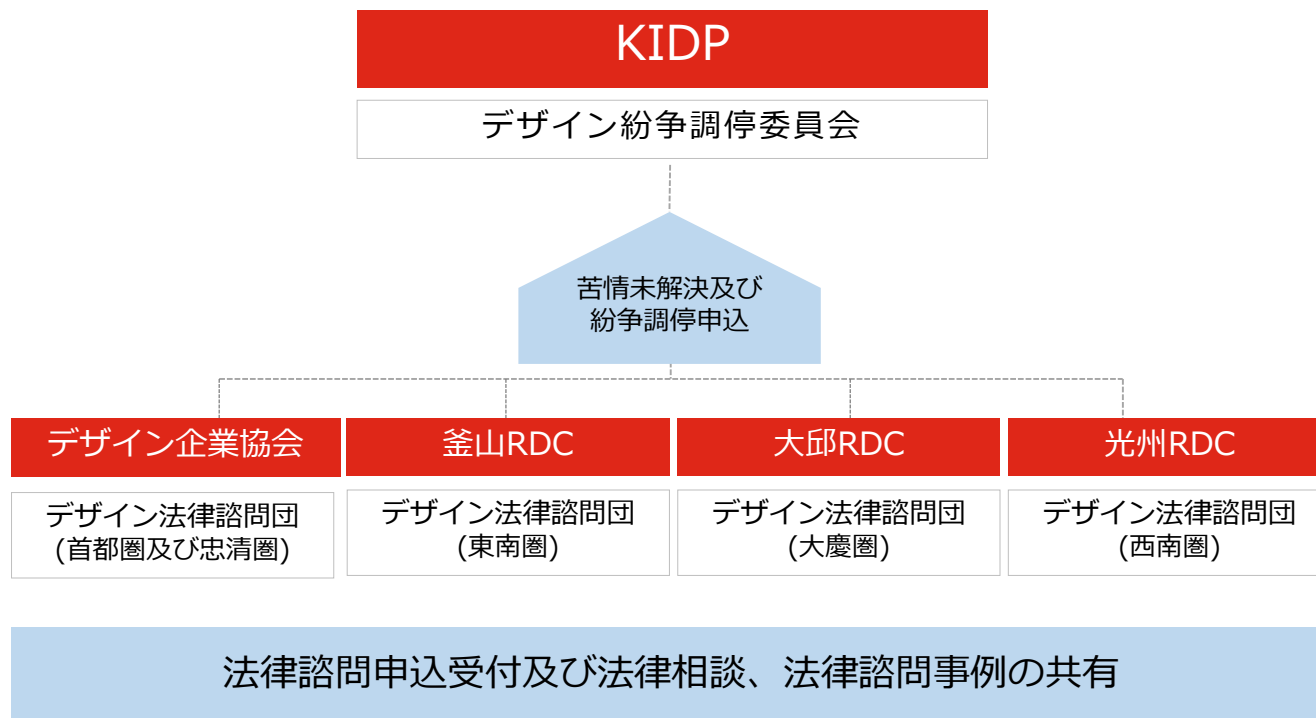 KIDP
デザイン紛争調停委員会
苦情未解決及び
紛争調停申込
デザイン企業協会
デザイン法律諮問団
(首都圏及び忠清圏)
釜山RDC
デザイン法律諮問団
(東南圏)
大邱RDC
デザイン法律諮問団
(大慶圏)
光州RDC
デザイン法律諮問団
(西南圏)
法律諮問申込受付及び法律相談、法律諮問事例の共有